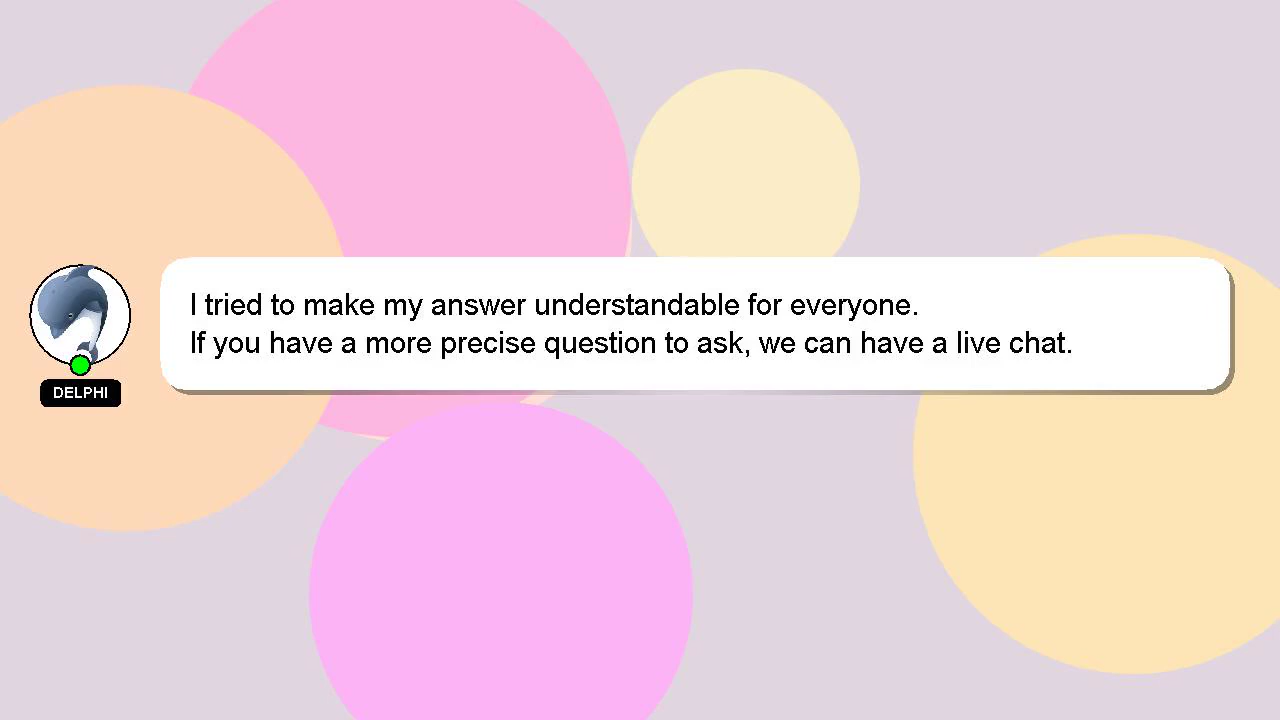 I tried to make my answer understandable for everyone.
If you have a more precise question to ask, we can have a live chat.
DELPHI